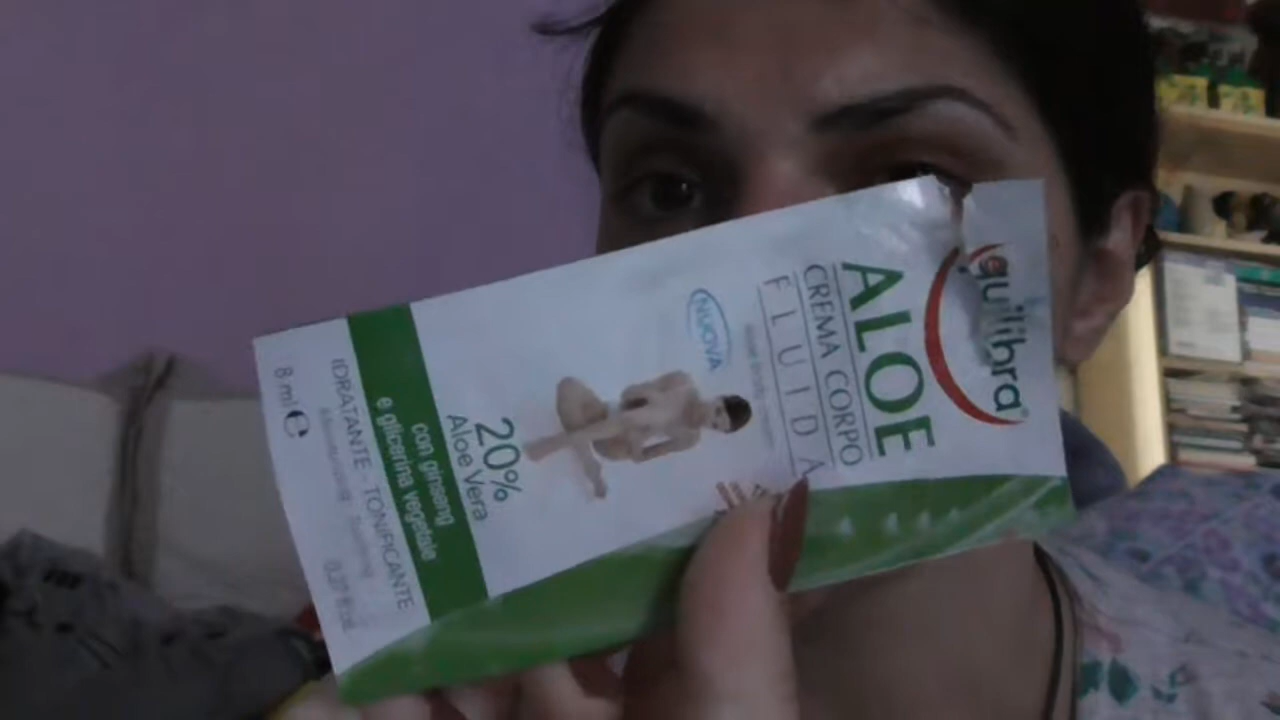 equilibra®
ALOE
CREMA CORPO
FLUIDA
NUOVA
20%
Aloe Vera
con ginseng
e glicerina vegetale
IDRATANTE - TONIFICANTE
8 ml e